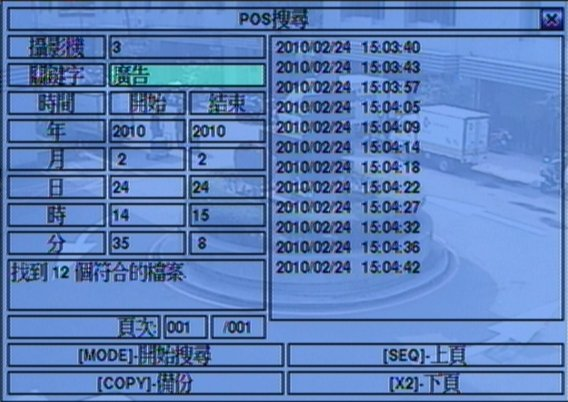 POS搜尋
攝影機 3
關鍵字 廣告
時間 開始 結束
年 2010 2010
月 2 2
日 24 24
時 14 15
分 35 8
找到 12 個符合的檔案.
頁次: 001 /001
2010/02/24 15:03:40
2010/02/24 15:03:43
2010/02/24 15:03:57
2010/02/24 15:04:05
2010/02/24 15:04:09
2010/02/24 15:04:14
2010/02/24 15:04:18
2010/02/24 15:04:22
2010/02/24 15:04:27
2010/02/24 15:04:32
2010/02/24 15:04:36
2010/02/24 15:04:42
[MODE]-開始搜尋
[SEQ]-上頁
[COPY]-備份
[X2]-下頁